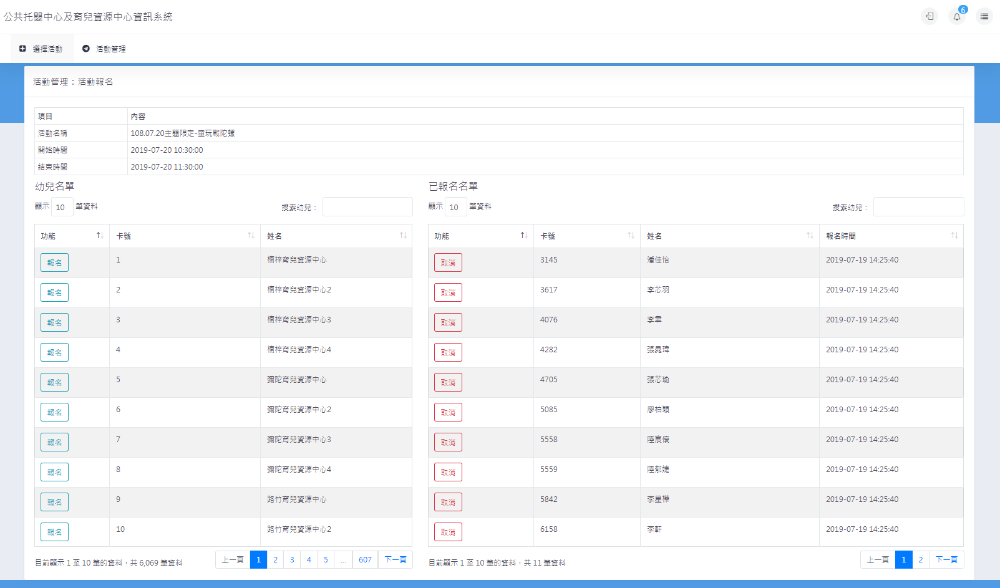 公共托嬰中心及育兒資源中心資訊系統
6
選擇活動 活動管理
活動管理：活動報名
項目 內容
活動名稱 108.07.20主題限定-童玩戰陀螺
開始時間 2019-07-20 10:30:00
結束時間 2019-07-20 11:30:00
幼兒名單
顯示 10 筆資料 搜索幼兒：
功能 卡號 姓名
報名 1 楠梓育兒資源中心
報名 2 楠梓育兒資源中心2
報名 3 楠梓育兒資源中心3
報名 4 楠梓育兒資源中心4
報名 5 彌陀育兒資源中心
報名 6 彌陀育兒資源中心2
報名 7 彌陀育兒資源中心3
報名 8 彌陀育兒資源中心4
報名 9 路竹育兒資源中心
報名 10 路竹育兒資源中心2
目前顯示 1 至 10 筆的資料，共 6,069 筆資料
上一頁 1 2 3 4 5 ... 607 下一頁
已報名名單
顯示 10 筆資料 搜索幼兒：
功能 卡號 姓名 報名時間
取消 3145 潘佳怡 2019-07-19 14:25:40
取消 3617 李芯羽 2019-07-19 14:25:40
取消 4076 李聿 2019-07-19 14:25:40
取消 4282 張晁瑋 2019-07-19 14:25:40
取消 4705 張芯瑜 2019-07-19 14:25:40
取消 5085 廖柏穎 2019-07-19 14:25:40
取消 5558 陸宸懷 2019-07-19 14:25:40
取消 5559 陸郁婕 2019-07-19 14:25:40
取消 5842 李星樺 2019-07-19 14:25:40
取消 6158 李軒 2019-07-19 14:25:40
目前顯示 1 至 10 筆的資料，共 11 筆資料
上一頁 1 2 下一頁